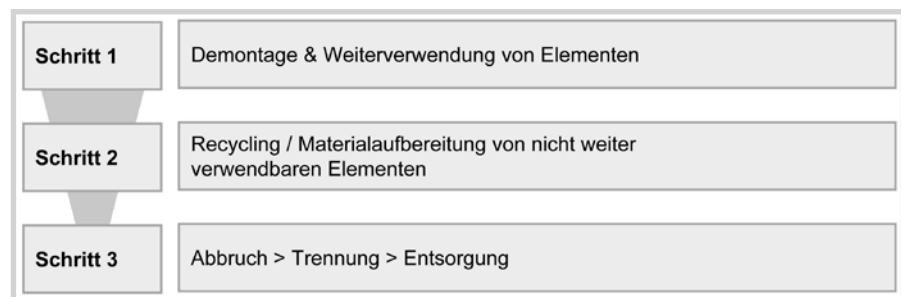 Schritt 1
Demontage & Weiterverwendung von Elementen
Schritt 2
Recycling / Materialaufbereitung von nicht weiter
verwendbaren Elementen
Schritt 3
Abbruch > Trennung > Entsorgung